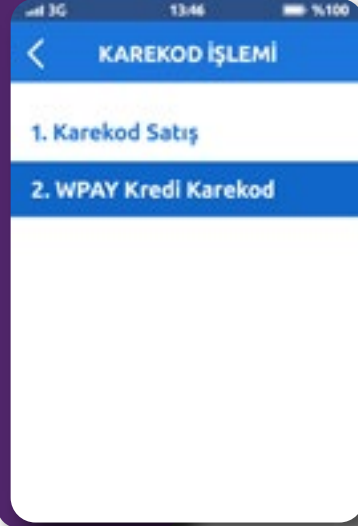 3G 13:46 %100
KAREKOD İŞLEMİ
1. Karekod Satış
2. WPAY Kredi Karekod